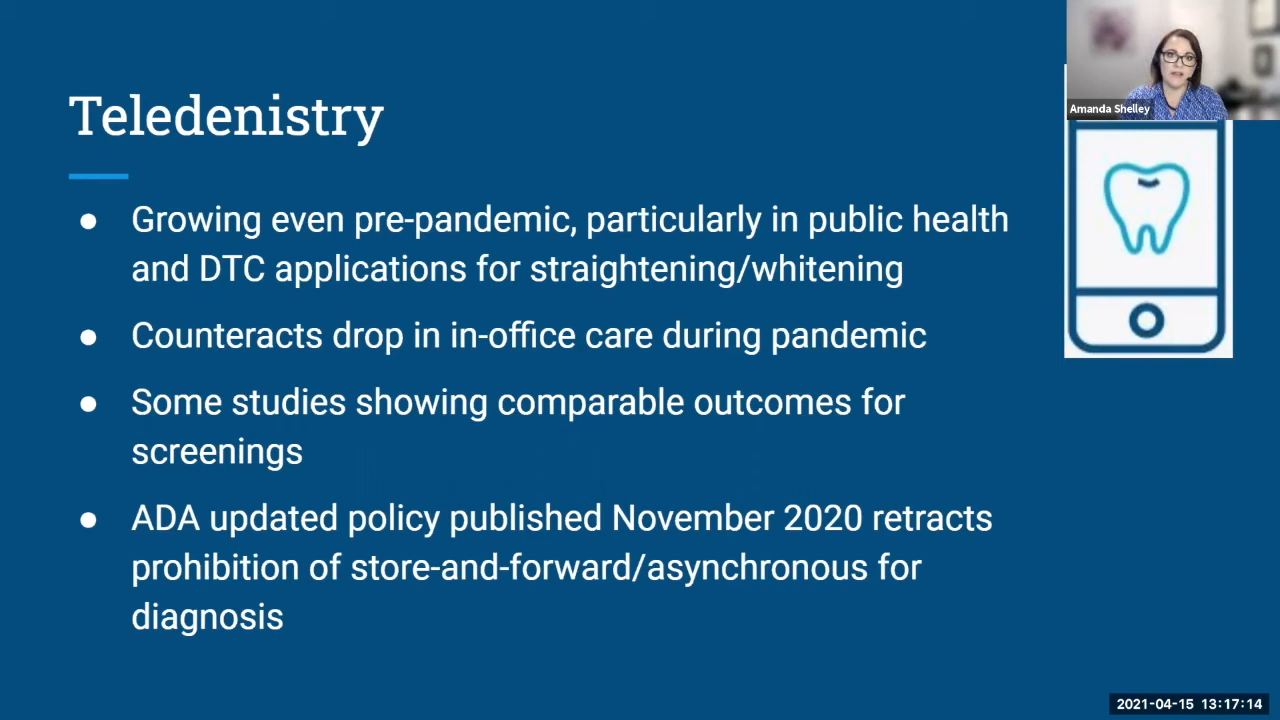 Teledenistry
Amanda Shelley
● Growing even pre-pandemic, particularly in public health
and DTC applications for straightening/whitening
● Counteracts drop in in-office care during pandemic
● Some studies showing comparable outcomes for
screenings
● ADA updated policy published November 2020 retracts
prohibition of store-and-forward/asynchronous for
diagnosis
2021-04-15 13:17:14